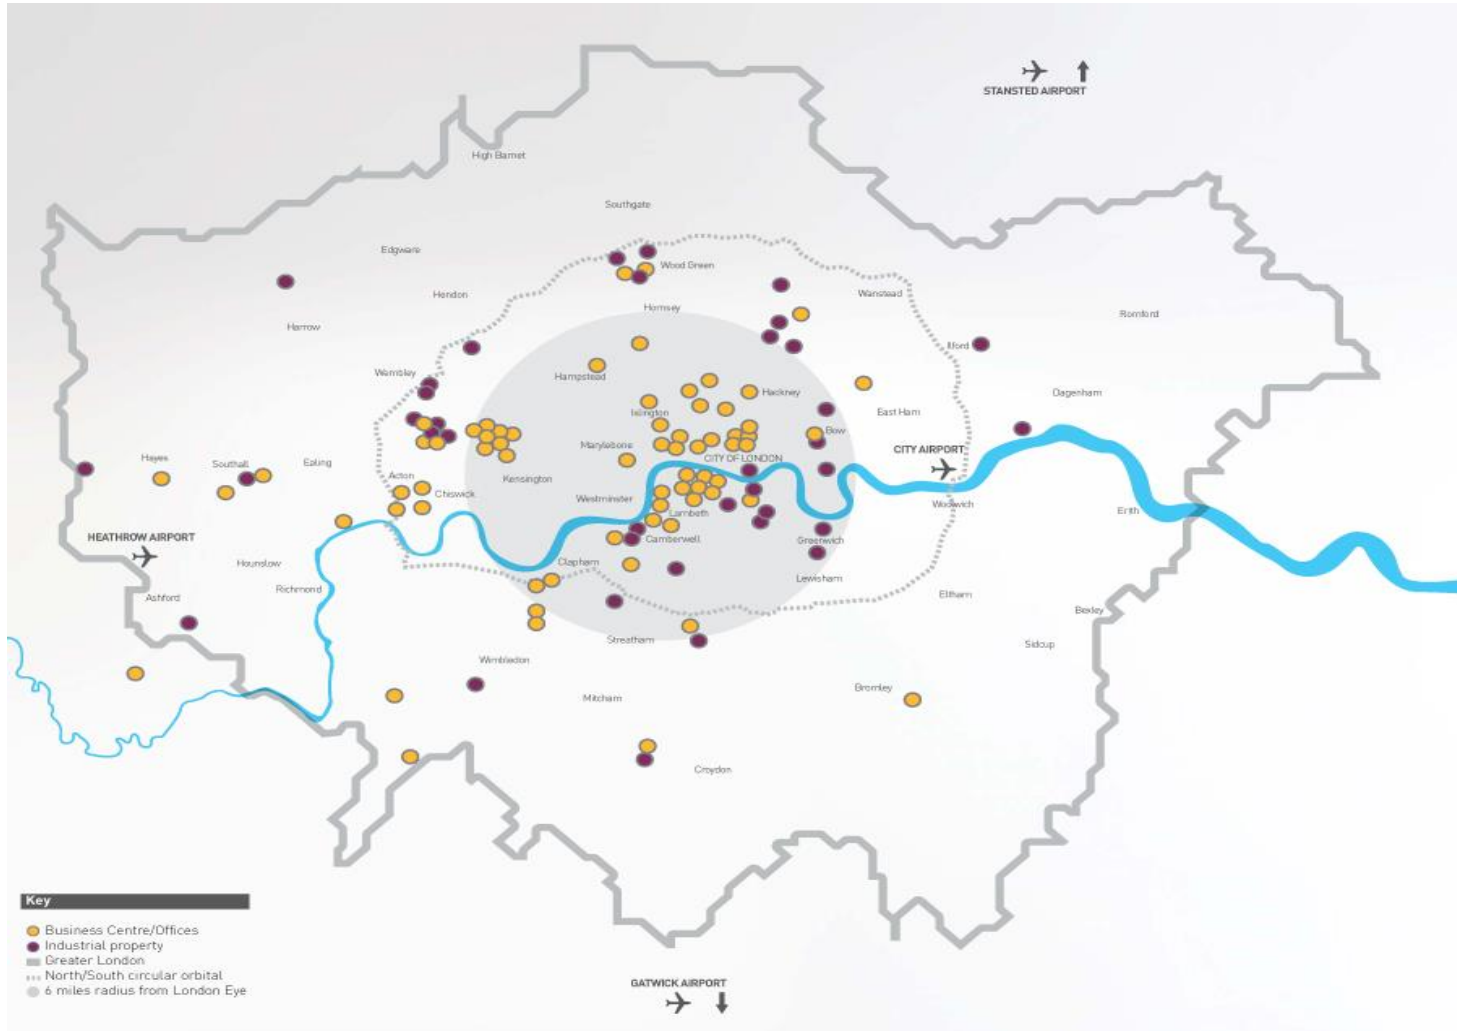 STANSTED AIRPORT
High Barnet
Southgate
Edgware
Wood Green
Hendon
Wanstead
Hornsey
Romford
Harrow
Ilford
Wembley
Hampstead
Hackney
Dagenham
Islington
East Ham
Bow
Marylebone
CITY AIRPORT
Hayes
Southall
Ealing
CITY OF LONDON
Acton
Kensington
Chiswick
Westminster
Woolwich
Lambeth
Erith
HEATHROW AIRPORT
Camberwell
Greenwich
Hounslow
Clapham
Lewisham
Richmond
Eltham
Ashford
Bexley
Streatham
Sidcup
Wimbledon
Bromley
Mitcham
Croydon
Key
Business Centre/Offices
Industrial property
Greater London
North/South circular orbital
6 miles radius from London Eye
GATWICK AIRPORT